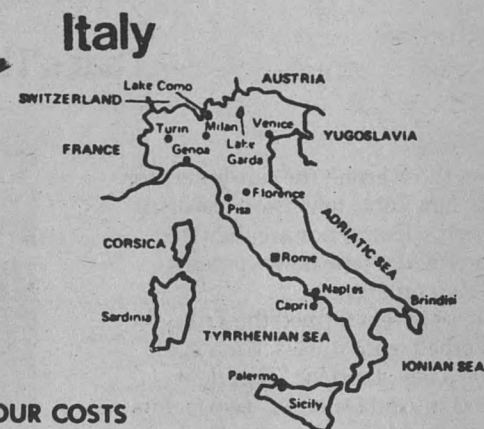 Italy
Lake Como
AUSTRIA
SWITZERLAND
Turin
Milan
Venice
YUGOSLAVIA
FRANCE
Genoa
Lake
Garda
Florence
Pisa
ADRIATIC SEA
CORSICA
Rome
Naples
Capri
Brindisi
Sardinia
TYRRHENIAN SEA
IONIAN SEA
Palermo
Sicily
OUR COSTS